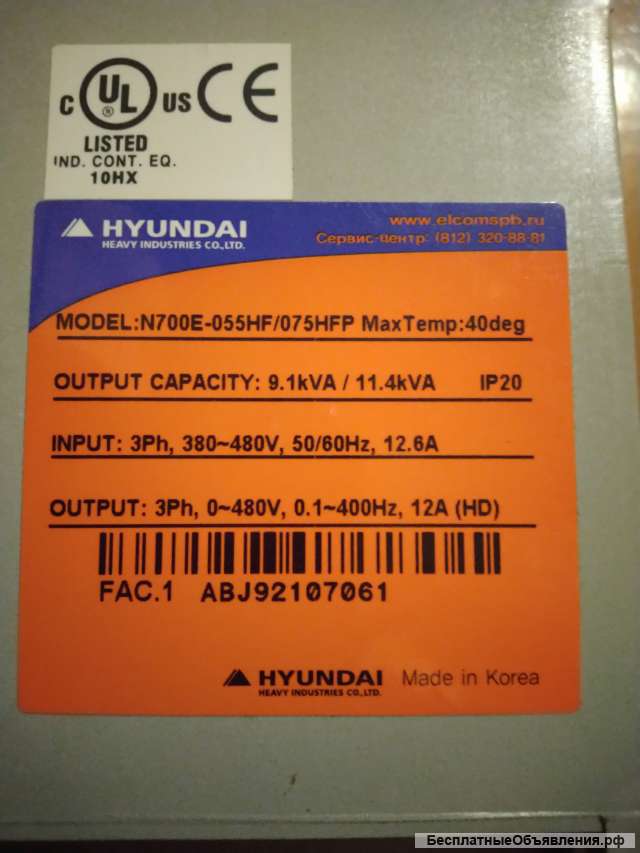 C UL US CE
®
LISTED
IND. CONT. EQ.
10HX
HYUNDAI
HEAVY INDUSTRIES CO.,LTD.
www.elcomspb.ru
Сервис-центр: (812) 320-88-81
MODEL:N700E-055HF/075HFP MaxTemp:40deg
OUTPUT CAPACITY: 9.1kVA / 11.4kVA IP20
INPUT: 3Ph, 380~480V, 50/60Hz, 12.6A
OUTPUT: 3Ph, 0~480V, 0.1~400Hz, 12A (HD)
FAC.1 ABJ92107061
HYUNDAI
HEAVY INDUSTRIES CO.,LTD.
Made in Korea
БесплатныеОбъявления.рф